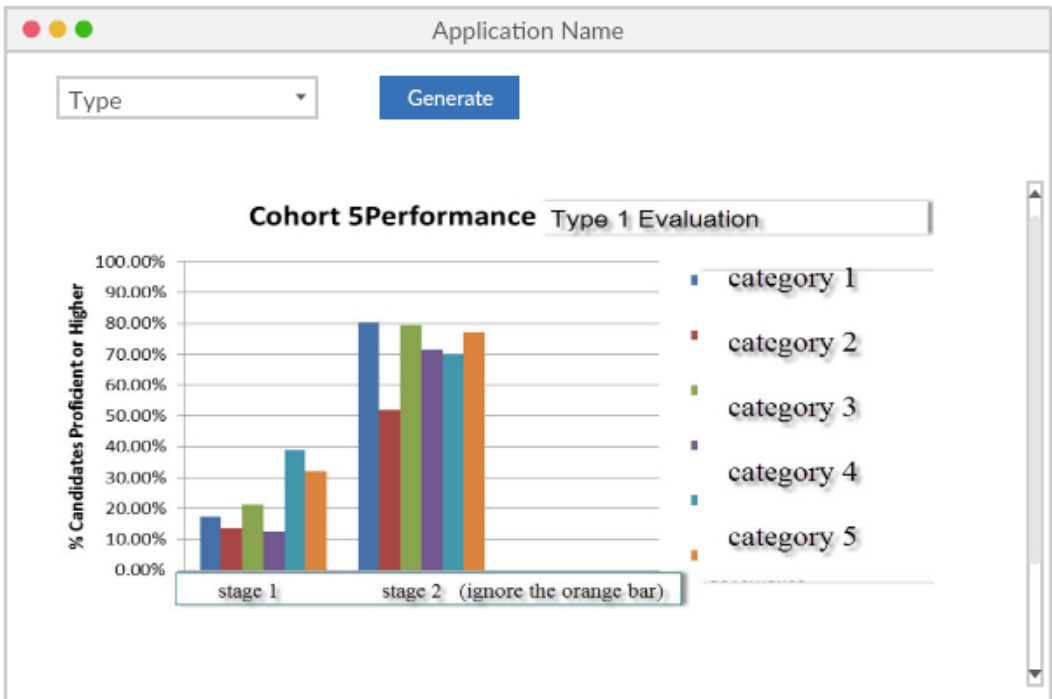 Application Name
Type
Generate
Cohort 5Performance Type 1 Evaluation
% Candidates Proficient or Higher
100.00%
90.00%
80.00%
70.00%
60.00%
50.00%
40.00%
30.00%
20.00%
10.00%
0.00%
stage 1
stage 2 (ignore the orange bar)
category 1
category 2
category 3
category 4
category 5